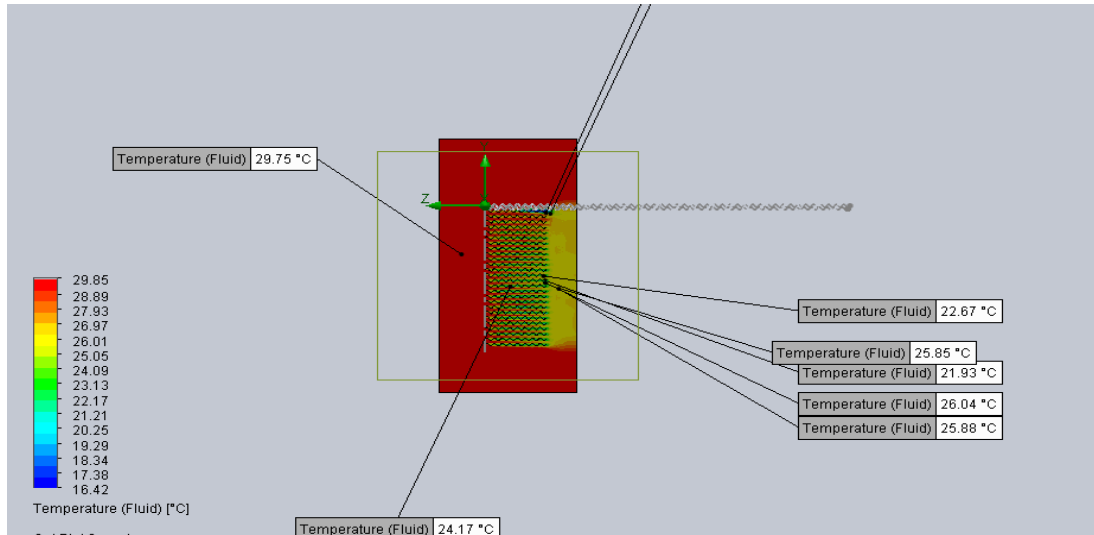 Y
Temperature (Fluid) 29.75 °C
Z
29.85
28.89
27.93
26.97
26.01
25.05
24.09
23.13
22.17
21.21
20.25
19.29
18.34
17.38
16.42
Temperature (Fluid) [°C]
Temperature (Fluid) 22.67 °C
Temperature (Fluid) 25.85 °C
Temperature (Fluid) 21.93 °C
Temperature (Fluid) 26.04 °C
Temperature (Fluid) 25.88 °C
Temperature (Fluid) 24.17 °C